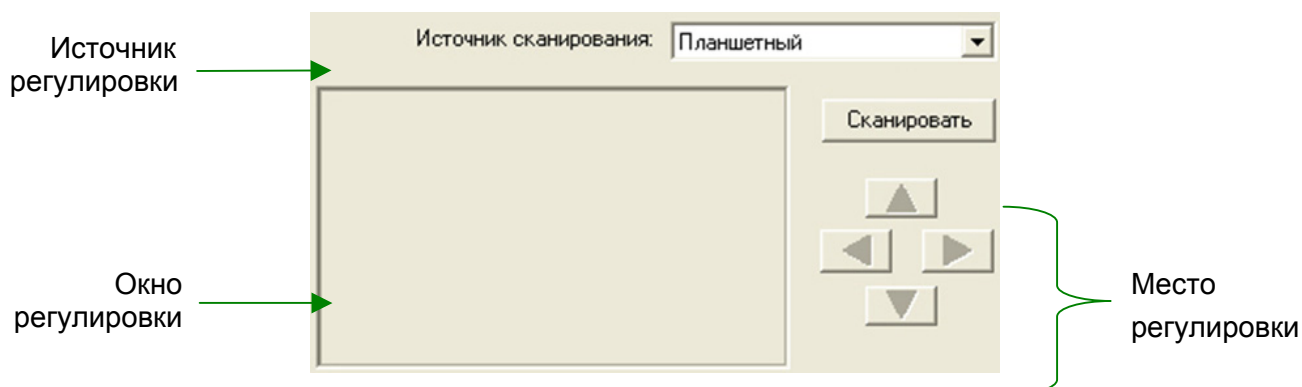 Источник
регулировки
Источник сканирования: Планшетный
Сканировать
Окно
регулировки
Место
регулировки